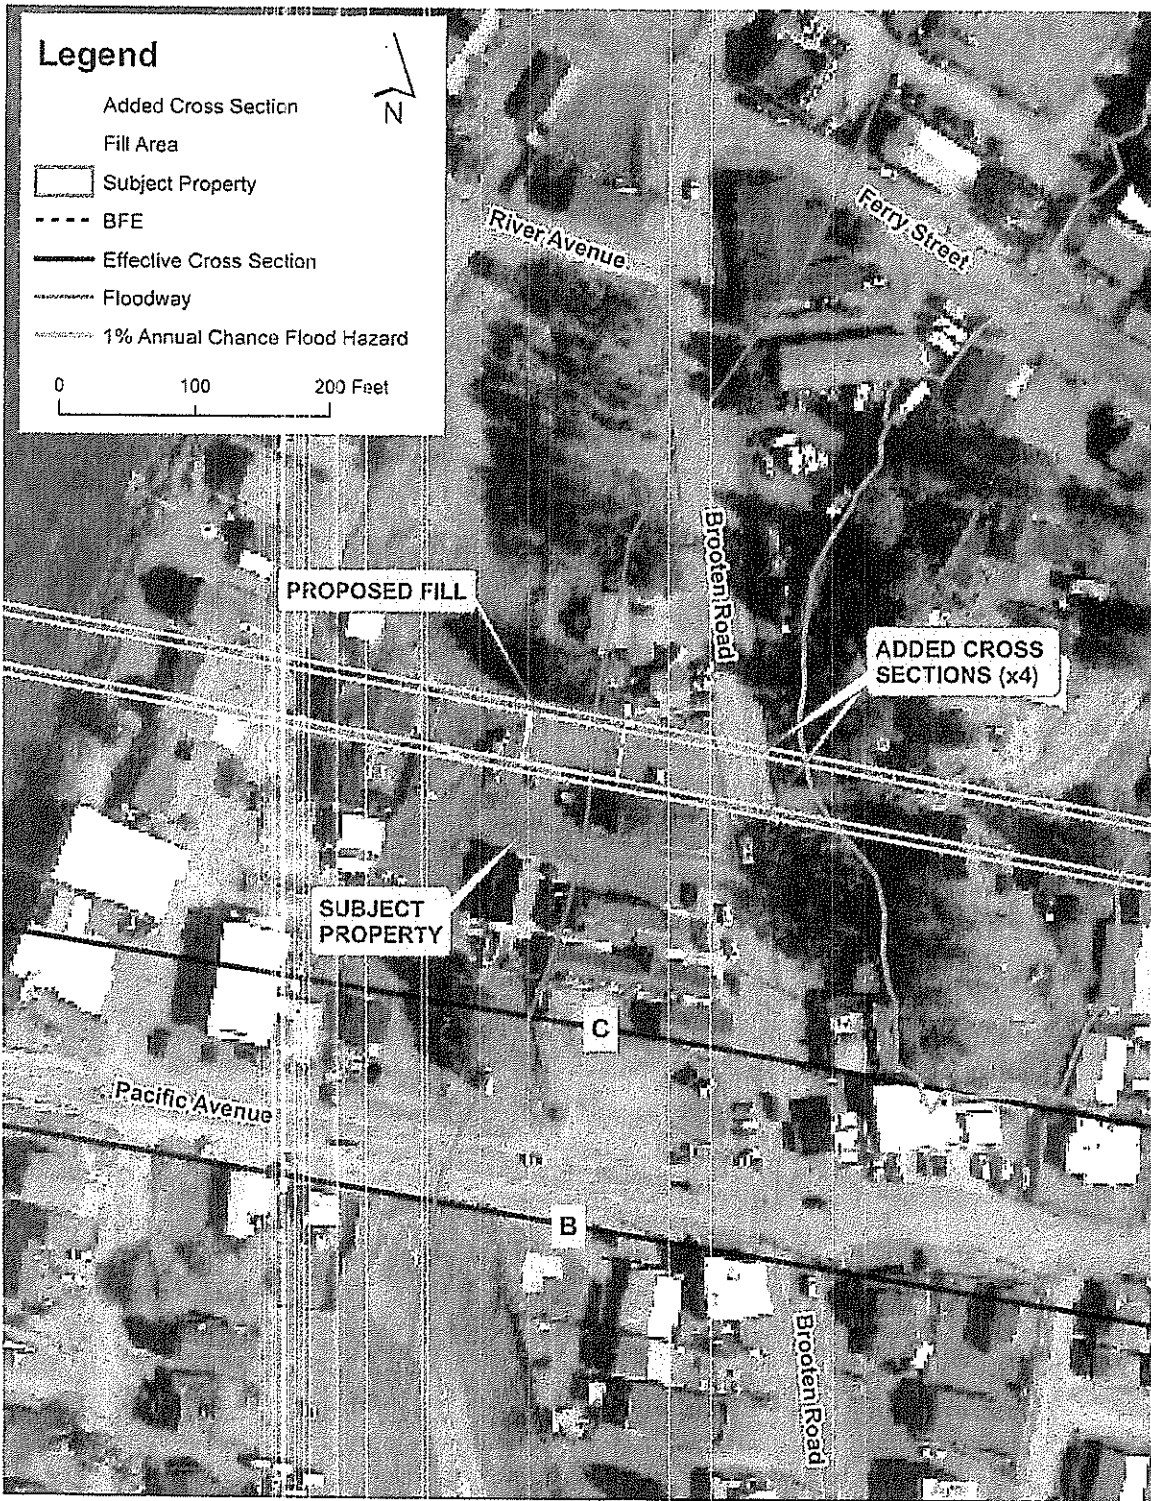 Legend
N
Added Cross Section
Fill Area
Subject Property
BFE
Effective Cross Section
Floodway
1% Annual Chance Flood Hazard
0 100 200 Feet
River Avenue
Ferry Street
Brooten Road
PROPOSED FILL
ADDED CROSS
SECTIONS (x4)
SUBJECT
PROPERTY
C
Pacific Avenue
B
Brooten Road